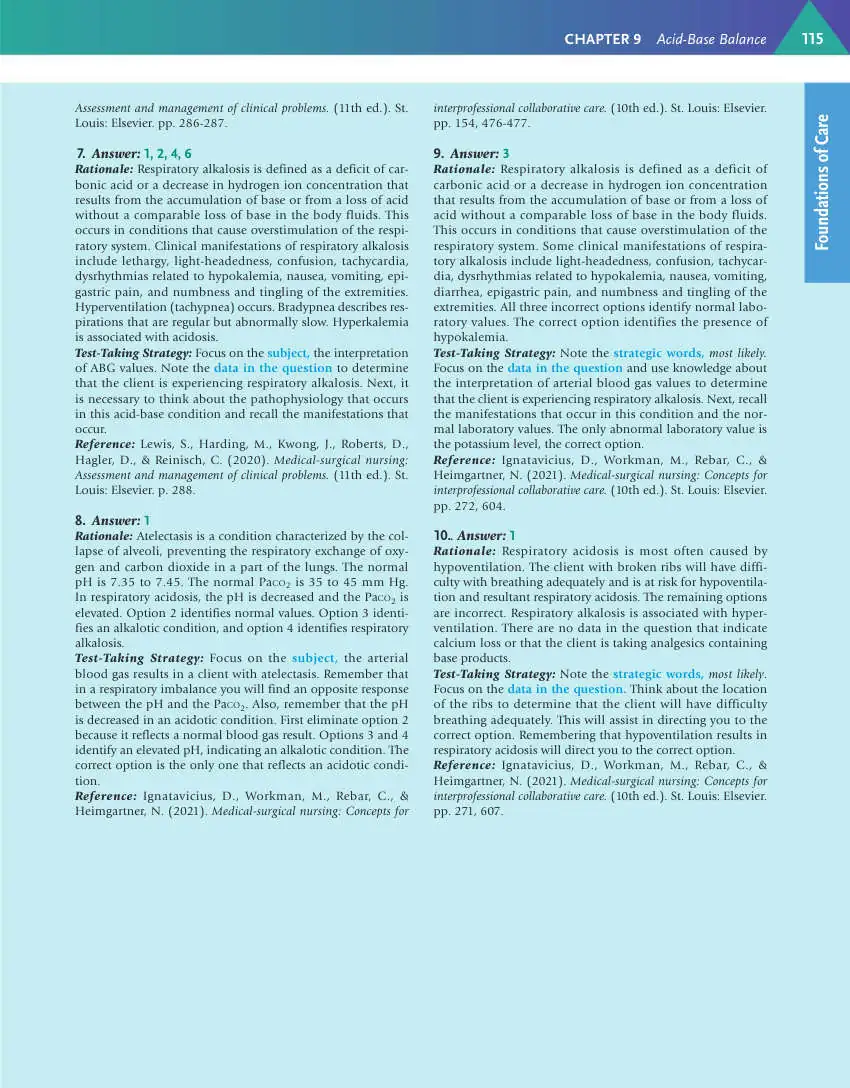 CHAPTER 9 Acid-Base Balance 115
Assessment and management of clinical problems. (11th ed.). St.
Louis: Elsevier. pp. 286-287.
7. Answer: 1, 2, 4, 6
Rationale: Respiratory alkalosis is defined as a deficit of car-
bonic acid or a decrease in hydrogen ion concentration that
results from the accumulation of base or from a loss of acid
without a comparable loss of base in the body fluids. This
occurs in conditions that cause overstimulation of the respi-
ratory system. Clinical manifestations of respiratory alkalosis
include lethargy, light-headedness, confusion, tachycardia,
dysrhythmias related to hypokalemia, nausea, vomiting, epi-
gastric pain, and numbness and tingling of the extremities.
Hyperventilation (tachypnea) occurs. Bradypnea describes res-
pirations that are regular but abnormally slow. Hyperkalemia
is associated with acidosis.
Test-Taking Strategy: Focus on the subject, the interpretation
of ABG values. Note the data in the question to determine
that the client is experiencing respiratory alkalosis. Next, it
is necessary to think about the pathophysiology that occurs
in this acid-base condition and recall the manifestations that
occur.
Reference: Lewis, S., Harding, M., Kwong, J., Roberts, D.,
Hagler, D., & Reinisch, C. (2020). Medical-surgical nursing:
Assessment and management of clinical problems. (11th ed.). St.
Louis: Elsevier. p. 288.
8. Answer: 1
Rationale: Atelectasis is a condition characterized by the col-
lapse of alveoli, preventing the respiratory exchange of oxy-
gen and carbon dioxide in a part of the lungs. The normal
pH is 7.35 to 7.45. The normal PaCO₂ is 35 to 45 mm Hg.
In respiratory acidosis, the pH is decreased and the PaCO₂ is
elevated. Option 2 identifies normal values. Option 3 identi-
fies an alkalotic condition, and option 4 identifies respiratory
alkalosis.
Test-Taking Strategy: Focus on the subject, the arterial
blood gas results in a client with atelectasis. Remember that
in a respiratory imbalance you will find an opposite response
between the pH and the PaCO₂. Also, remember that the pH
is decreased in an acidotic condition. First eliminate option 2
because it reflects a normal blood gas result. Options 3 and 4
identify an elevated pH, indicating an alkalotic condition. The
correct option is the only one that reflects an acidotic condi-
tion.
Reference: Ignatavicius, D., Workman, M., Rebar, C., &
Heimgartner, N. (2021). Medical-surgical nursing: Concepts for
interprofessional collaborative care. (10th ed.). St. Louis: Elsevier.
pp. 154, 476-477.
9. Answer: 3
Rationale: Respiratory alkalosis is defined as a deficit of
carbonic acid or a decrease in hydrogen ion concentration
that results from the accumulation of base or from a loss of
acid without a comparable loss of base in the body fluids.
This occurs in conditions that cause overstimulation of the
respiratory system. Some clinical manifestations of respira-
tory alkalosis include light-headedness, confusion, tachycar-
dia, dysrhythmias related to hypokalemia, nausea, vomiting,
diarrhea, epigastric pain, and numbness and tingling of the
extremities. All three incorrect options identify normal labo-
ratory values. The correct option identifies the presence of
hypokalemia.
Test-Taking Strategy: Note the strategic words, most likely.
Focus on the data in the question and use knowledge about
the interpretation of arterial blood gas values to determine
that the client is experiencing respiratory alkalosis. Next, recall
the manifestations that occur in this condition and the nor-
mal laboratory values. The only abnormal laboratory value is
the potassium level, the correct option.
Reference: Ignatavicius, D., Workman, M., Rebar, C., &
Heimgartner, N. (2021). Medical-surgical nursing: Concepts for
interprofessional collaborative care. (10th ed.). St. Louis: Elsevier.
pp. 272, 604.
10.. Answer: 1
Rationale: Respiratory acidosis is most often caused by
hypoventilation. The client with broken ribs will have diffi-
culty with breathing adequately and is at risk for hypoventila-
tion and resultant respiratory acidosis. The remaining options
are incorrect. Respiratory alkalosis is associated with hyper-
ventilation. There are no data in the question that indicate
calcium loss or that the client is taking analgesics containing
base products.
Test-Taking Strategy: Note the strategic words, most likely.
Focus on the data in the question. Think about the location
of the ribs to determine that the client will have difficulty
breathing adequately. This will assist in directing you to the
correct option. Remembering that hypoventilation results in
respiratory acidosis will direct you to the correct option.
Reference: Ignatavicius, D., Workman, M., Rebar, C., &
Heimgartner, N. (2021). Medical-surgical nursing: Concepts for
interprofessional collaborative care. (10th ed.). St. Louis: Elsevier.
pp. 271, 607.
Foundations of Care